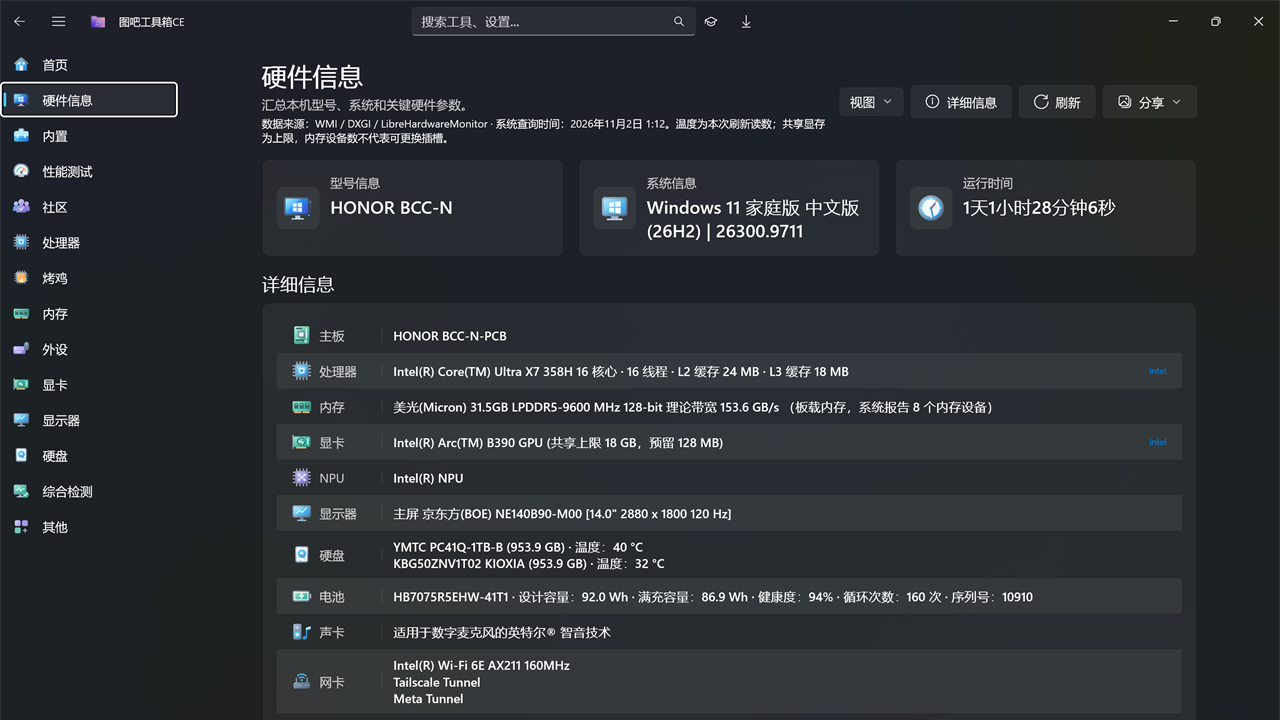 图吧工具箱CE
搜索工具、设置...
首页
硬件信息
内置
性能测试
社区
处理器
烤鸡
内存
外设
显卡
显示器
硬盘
综合检测
其他
硬件信息
汇总本机型号、系统和关键硬件参数。
数据来源：WMI / DXGI / LibreHardwareMonitor · 系统查询时间：2026年11月2日 1:12。温度为本次刷新读数；共享显存
为上限，内存设备数不代表可更换插槽。
视图
详细信息
刷新
分享
型号信息
HONOR BCC-N
系统信息
Windows 11 家庭版 中文版
(26H2) | 26300.9711
运行时间
1天1小时28分钟6秒
详细信息
主板 HONOR BCC-N-PCB
处理器 Intel(R) Core(TM) Ultra X7 358H 16 核心 · 16 线程 · L2 缓存 24 MB · L3 缓存 18 MB intel
内存 美光(Micron) 31.5GB LPDDR5-9600 MHz 128-bit 理论带宽 153.6 GB/s （板载内存，系统报告 8 个内存设备）
显卡 Intel(R) Arc(TM) B390 GPU (共享上限 18 GB，预留 128 MB) intel
NPU Intel(R) NPU
显示器 主屏 京东方(BOE) NE140B90-M00 [14.0" 2880 x 1800 120 Hz]
硬盘 YMTC PC41Q-1TB-B (953.9 GB) · 温度：40 °C
KBG50ZNV1T02 KIOXIA (953.9 GB) · 温度：32 °C
电池 HB7075R5EHW-41T1 · 设计容量：92.0 Wh · 满充容量：86.9 Wh · 健康度：94% · 循环次数：160 次 · 序列号：10910
声卡 适用于数字麦克风的英特尔® 智音技术
网卡 Intel(R) Wi-Fi 6E AX211 160MHz
Tailscale Tunnel
Meta Tunnel